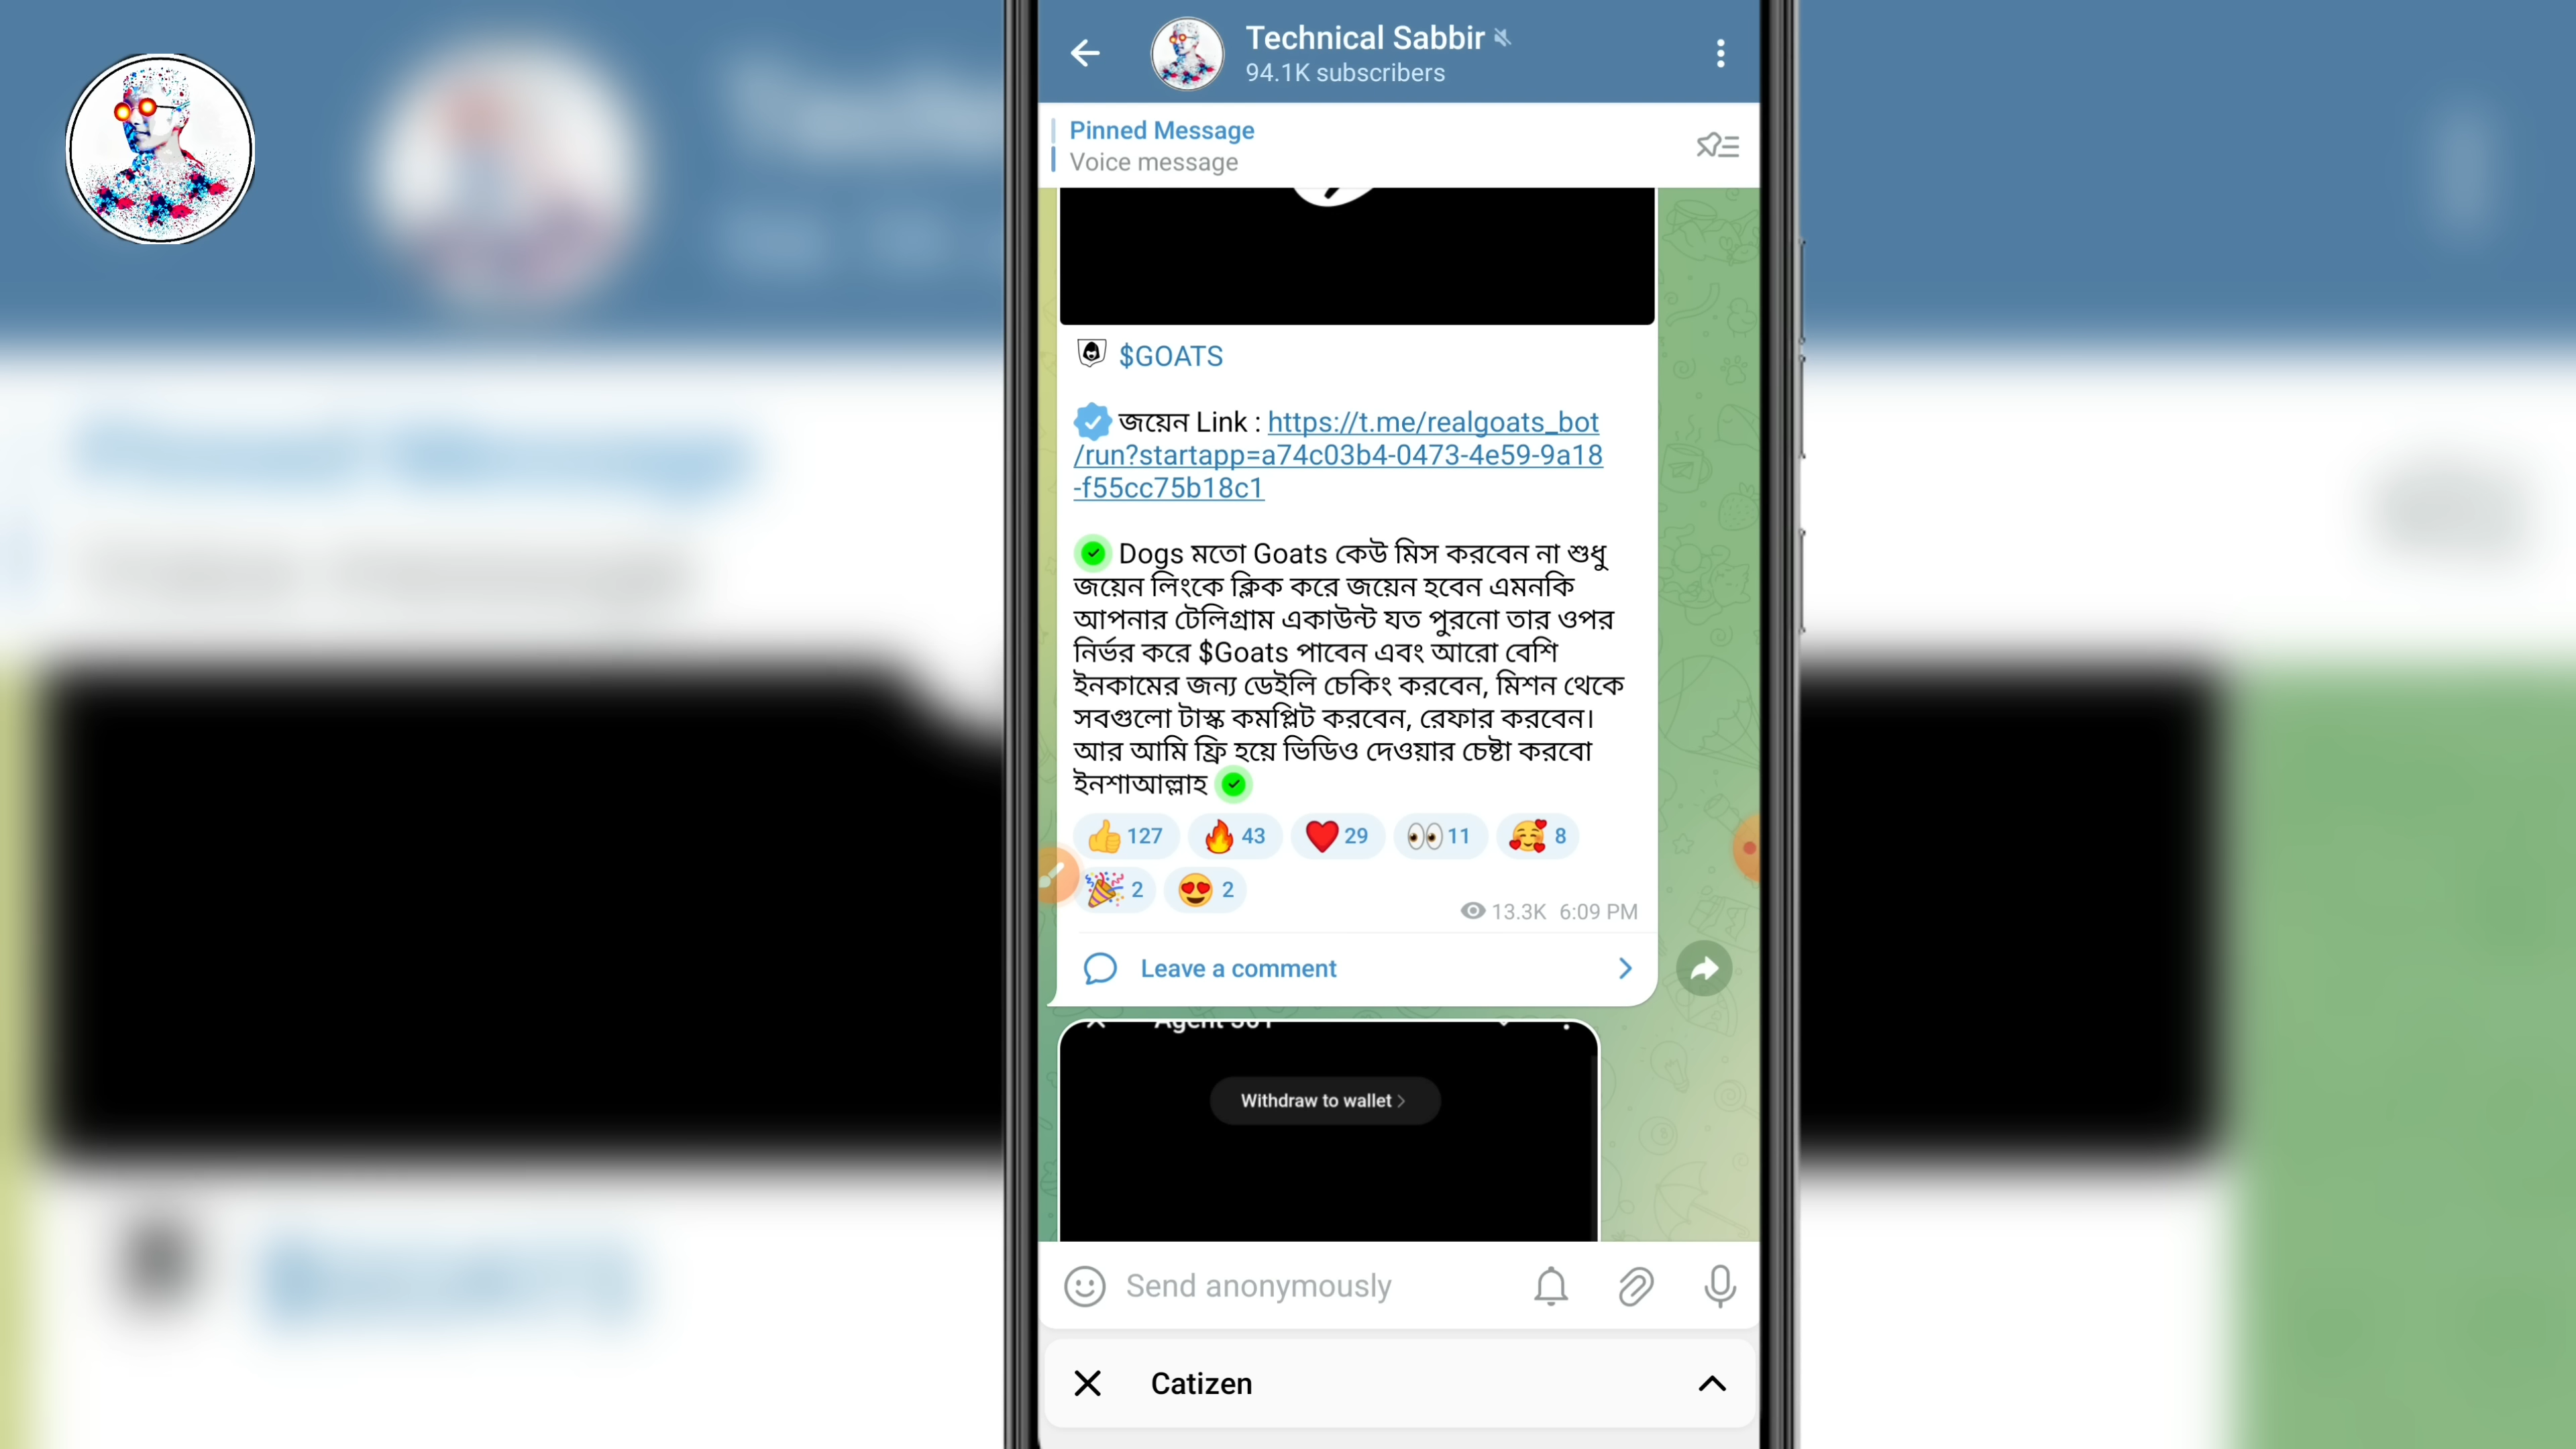 Technical Sabbir
94.1K subscribers
Pinned Message
Voice message
$GOATS
জয়েন Link : https://t.me/realgoats_bot
/run?startapp=a74c03b4-0473-4e59-9a18
-f55cc75b18c1
Dogs মতো Goats কেউ মিস করবেন না শুধু
জয়েন লিংকে ক্লিক করে জয়েন হবেন এমনকি
আপনার টেলিগ্রাম একাউন্ট যত পুরনো তার ওপর
নির্ভর করে $Goats পাবেন এবং আরো বেশি
ইনকামের জন্য ডেইলি চেকিং করবেন, মিশন থেকে
সবগুলো টাস্ক কমপ্লিট করবেন, রেফার করবেন।
আর আমি ফ্রি হয়ে ভিডিও দেওয়ার চেষ্টা করবো
ইনশাআল্লাহ
127 43 29 11 8
2 2
13.3K 6:09 PM
Leave a comment
Withdraw to wallet
Send anonymously
Catizen